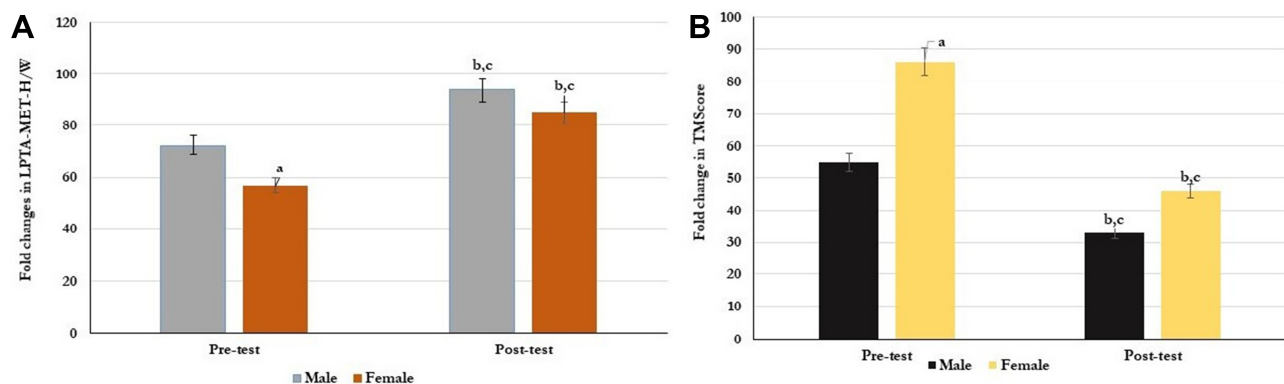 A
Fold changes in LPTA-MET-H/W
120
100
80
60
40
20
0
a
b,c
b,c
Pre-test
Post-test
Male
Female
B
Fold change in TMScore
100
90
80
70
60
50
40
30
20
10
0
a
b,c
b,c
Pre-test
Post-test
Male
Female